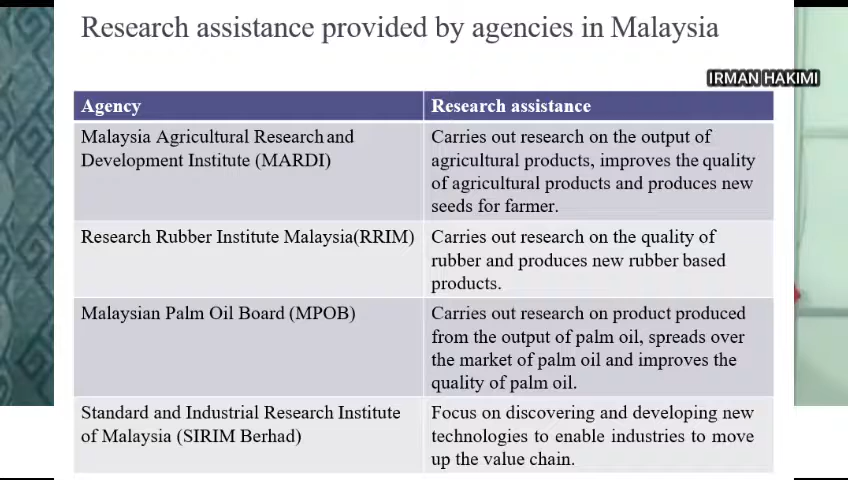 Research assistance provided by agencies in Malaysia
IRMAN HAKIMI
Agency
Research assistance
Malaysia Agricultural Research and
Development Institute (MARDI)
Carries out research on the output of
agricultural products, improves the quality
of agricultural products and produces new
seeds for farmer.
Research Rubber Institute Malaysia(RRIM)
Carries out research on the quality of
rubber and produces new rubber based
products.
Malaysian Palm Oil Board (MPOB)
Carries out research on product produced
from the output of palm oil, spreads over
the market of palm oil and improves the
quality of palm oil.
Standard and Industrial Research Institute
of Malaysia (SIRIM Berhad)
Focus on discovering and developing new
technologies to enable industries to move
up the value chain.